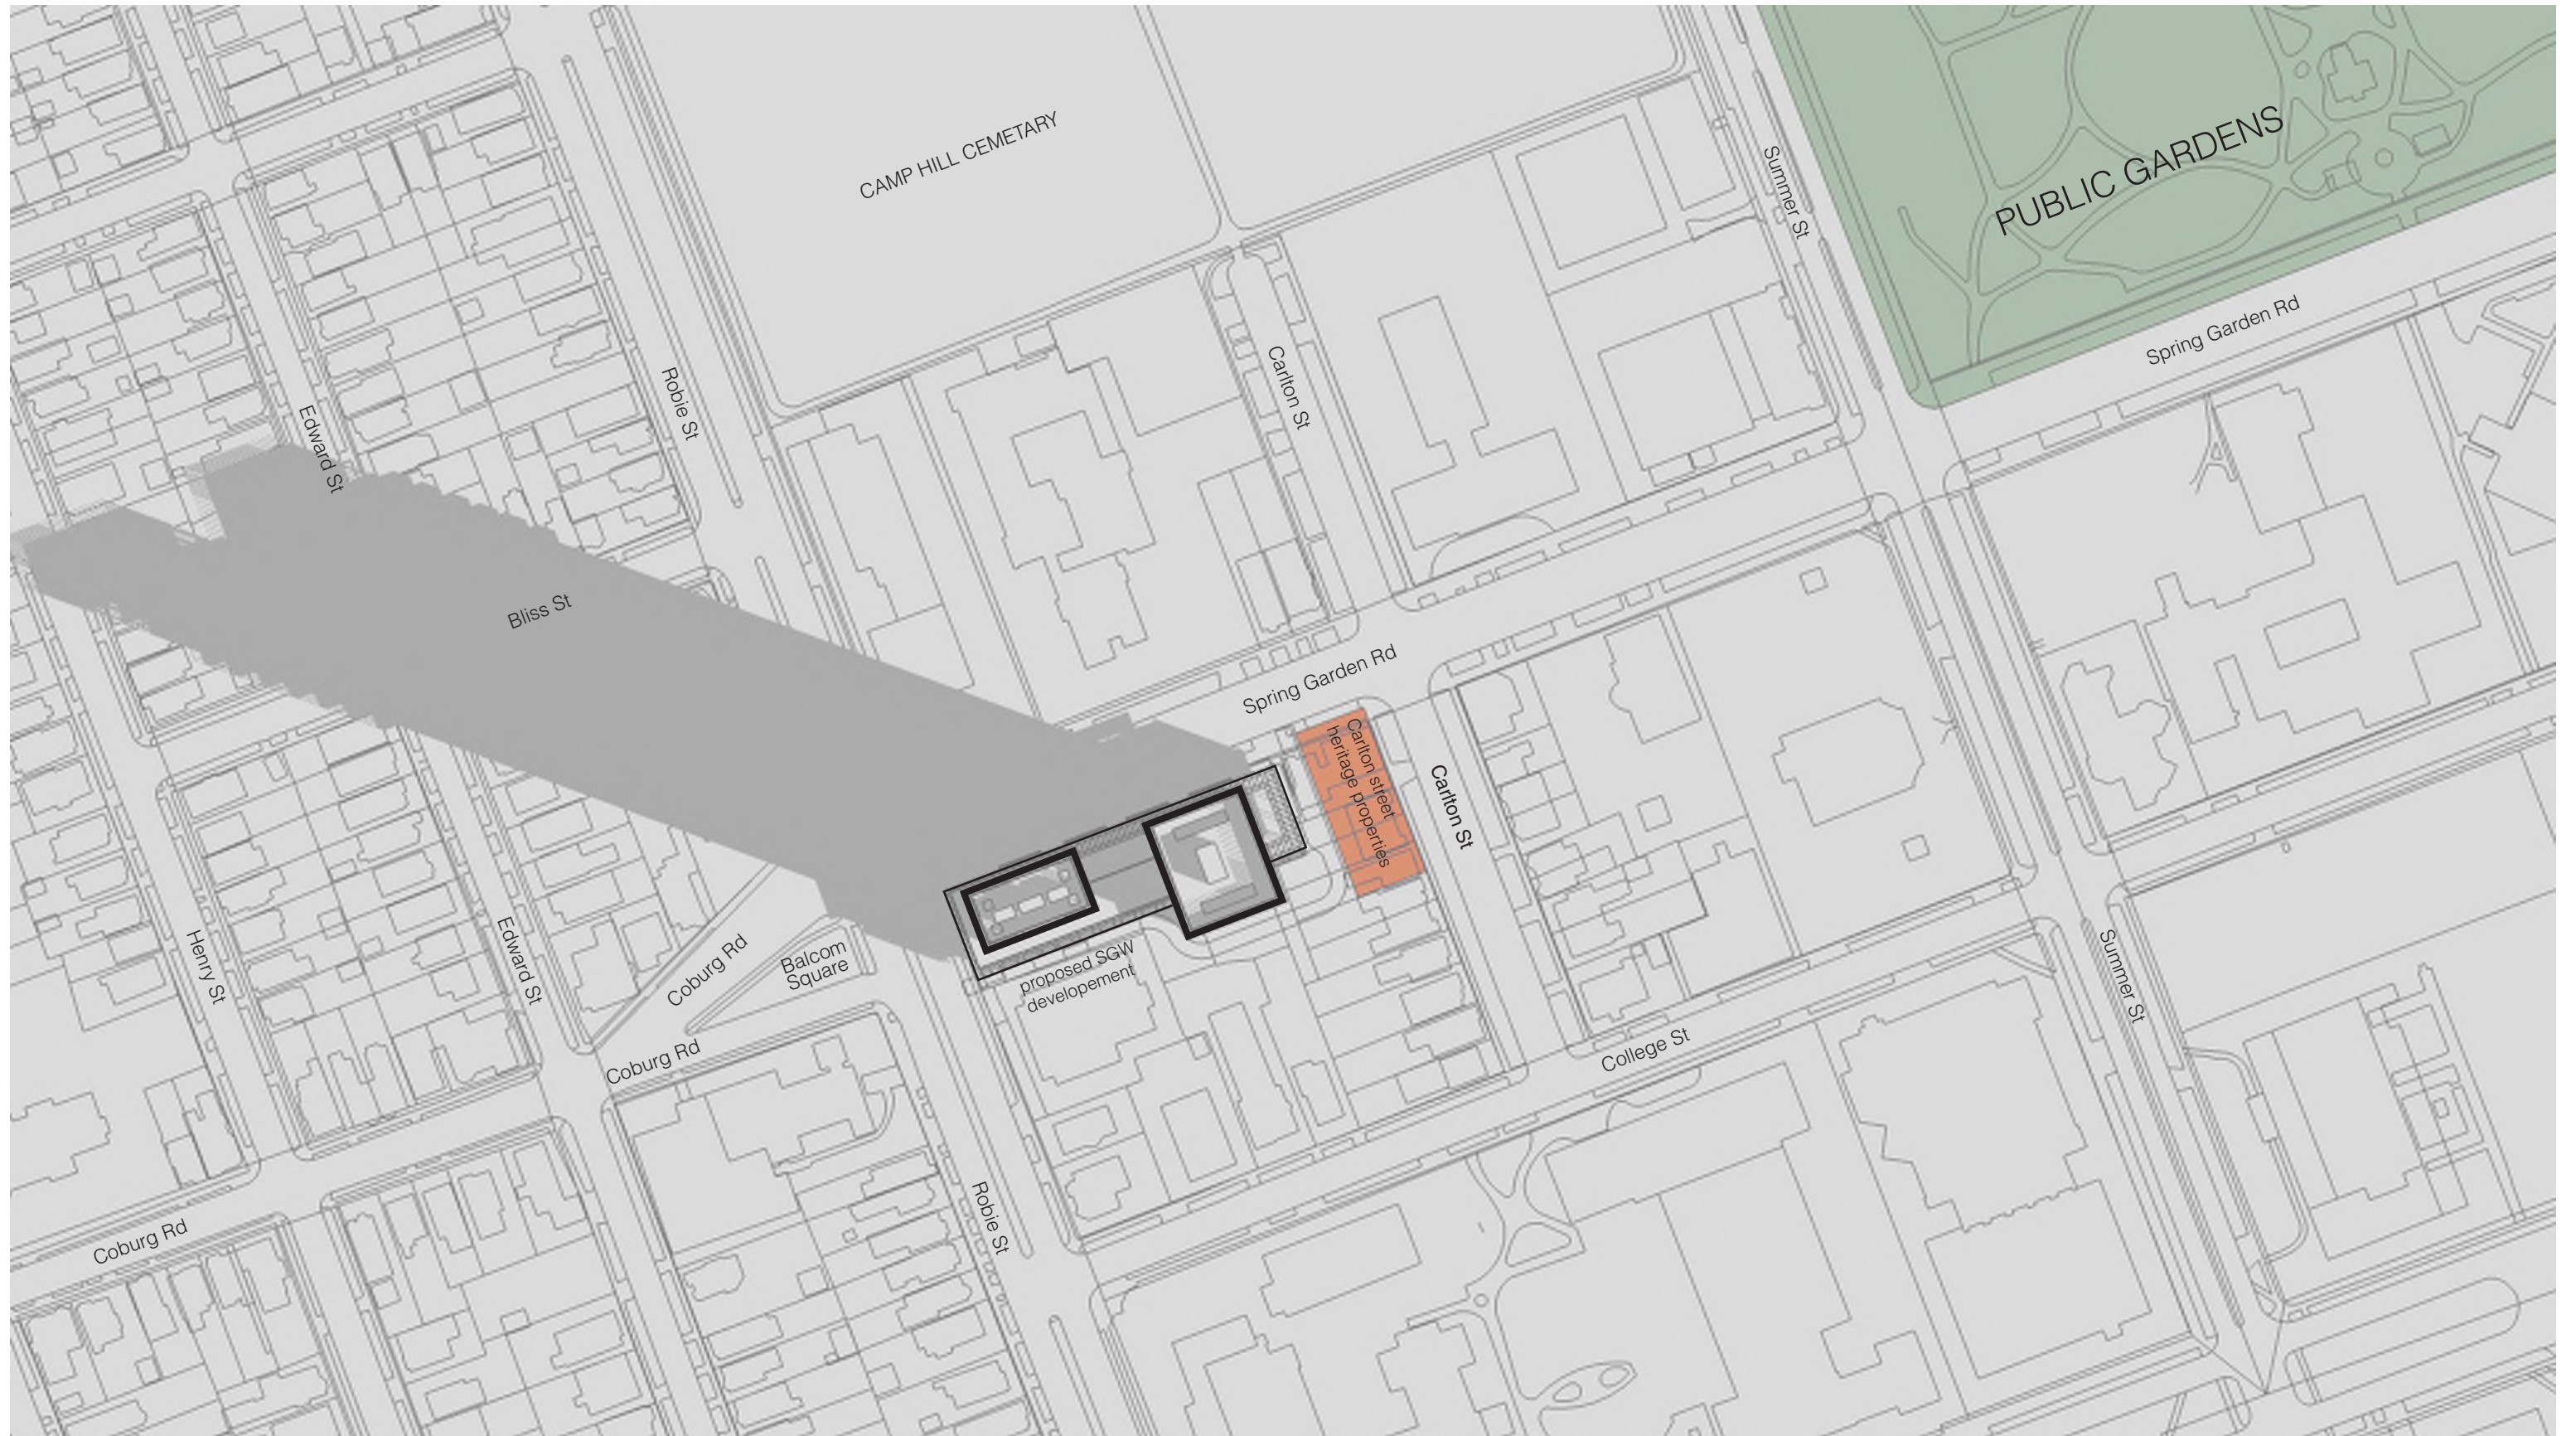 CAMP HILL CEMETARY
PUBLIC GARDENS
Summer St
Spring Garden Rd
Carlton St
Robie St
Edward St
Bliss St
Spring Garden Rd
Carlton street
heritage properties
Carlton St
proposed SGW
developement
Balcom
Square
Coburg Rd
Coburg Rd
Henry St
Edward St
College St
Summer St
Robie St
Coburg Rd